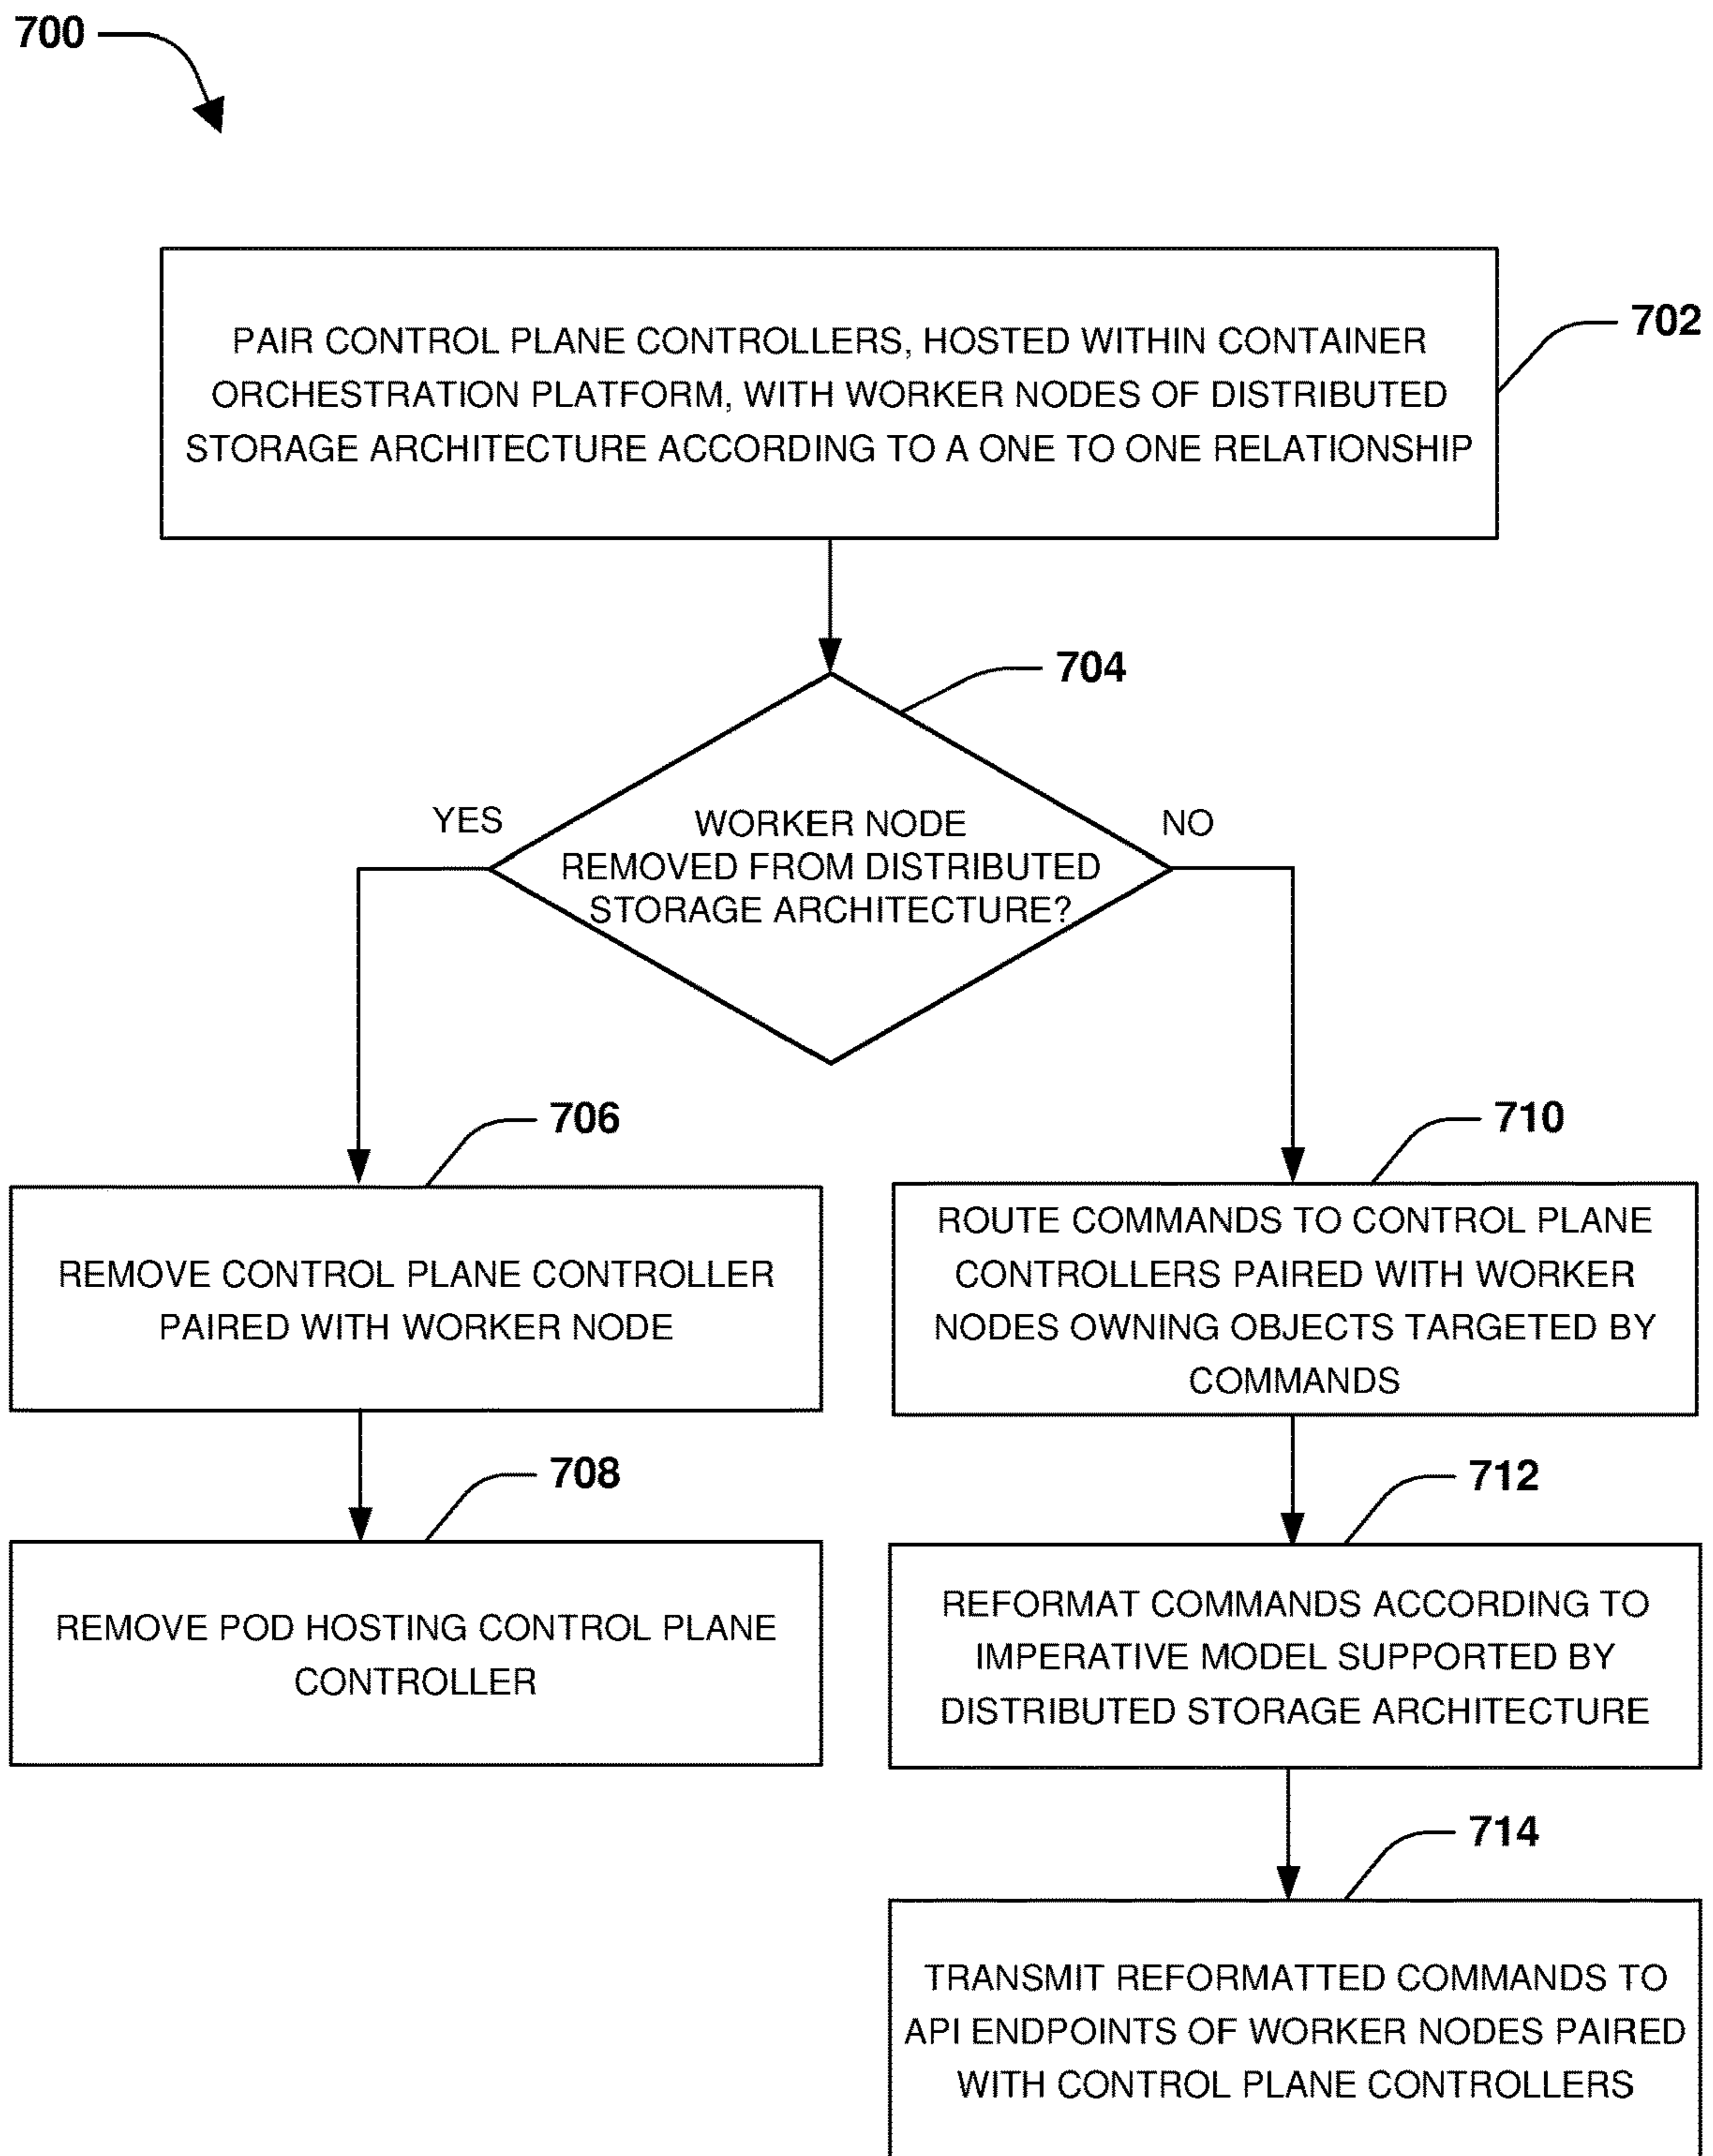 700
702
PAIR CONTROL PLANE CONTROLLERS, HOSTED WITHIN CONTAINER
ORCHESTRATION PLATFORM, WITH WORKER NODES OF DISTRIBUTED
STORAGE ARCHITECTURE ACCORDING TO A ONE TO ONE RELATIONSHIP
704
YES
NO
WORKER NODE
REMOVED FROM DISTRIBUTED
STORAGE ARCHITECTURE?
706
REMOVE CONTROL PLANE CONTROLLER
PAIRED WITH WORKER NODE
708
REMOVE POD HOSTING CONTROL PLANE
CONTROLLER
710
ROUTE COMMANDS TO CONTROL PLANE
CONTROLLERS PAIRED WITH WORKER
NODES OWNING OBJECTS TARGETED BY
COMMANDS
712
REFORMAT COMMANDS ACCORDING TO
IMPERATIVE MODEL SUPPORTED BY
DISTRIBUTED STORAGE ARCHITECTURE
714
TRANSMIT REFORMATTED COMMANDS TO
API ENDPOINTS OF WORKER NODES PAIRED
WITH CONTROL PLANE CONTROLLERS